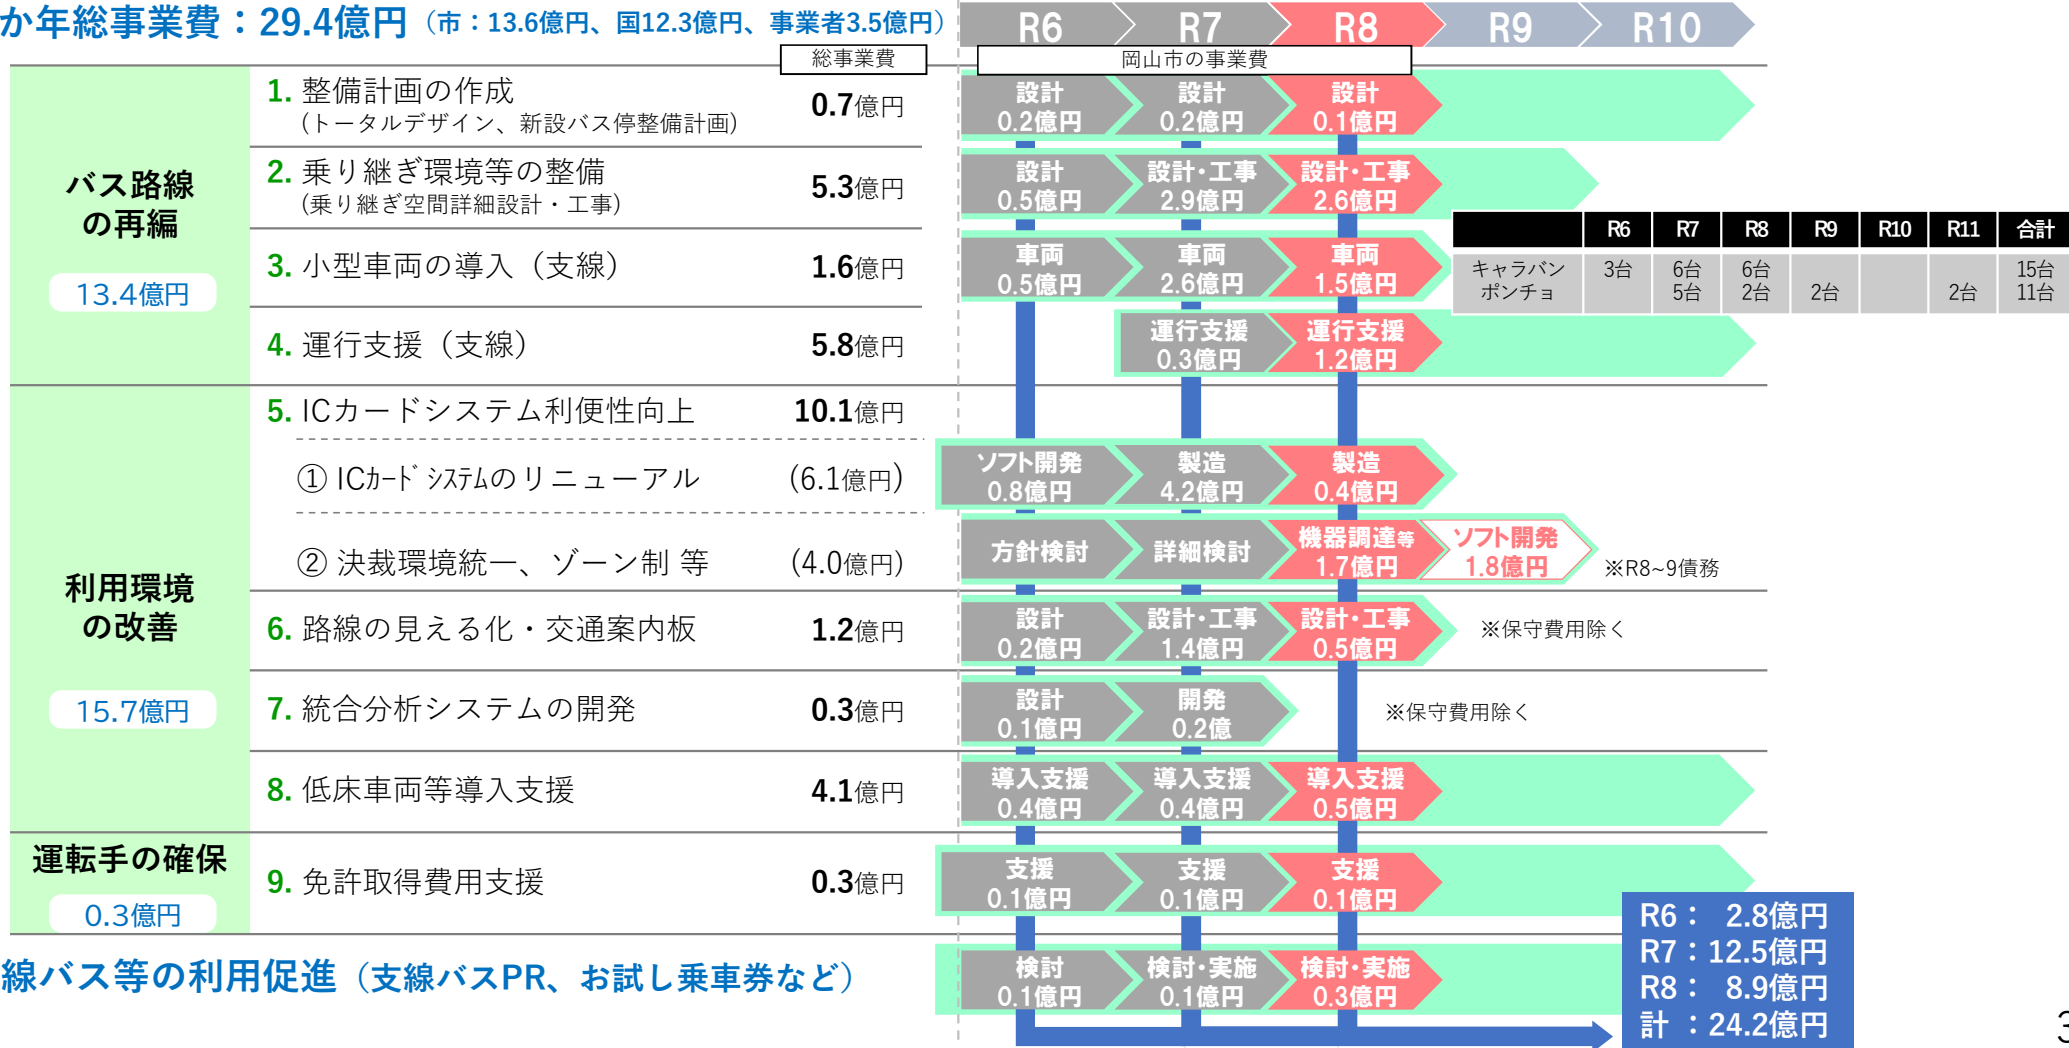 か年総事業費：29.4億円（市：13.6億円、国12.3億円、事業者3.5億円）
R6 R7 R8 R9 R10
総事業費 岡山市の事業費
バス路線
の再編
13.4億円
1. 整備計画の作成
(トータルデザイン、新設バス停整備計画)
0.7億円
設計
0.2億円
設計
0.2億円
設計
0.1億円
2. 乗り継ぎ環境等の整備
(乗り継ぎ空間詳細設計・工事)
5.3億円
設計
0.5億円
設計・工事
2.9億円
設計・工事
2.6億円
3. 小型車両の導入（支線）
1.6億円
車両
0.5億円
車両
2.6億円
車両
1.5億円
R6 R7 R8 R9 R10 R11 合計
キャラバン 3台 6台 6台 15台
ポンチョ 5台 2台 2台 2台 11台
4. 運行支援（支線）
5.8億円
運行支援
0.3億円
運行支援
1.2億円
利用環境
の改善
15.7億円
5. ICカードシステム利便性向上
10.1億円
① ICｶｰﾄﾞｼｽﾃﾑのリニューアル
(6.1億円)
ソフト開発
0.8億円
製造
4.2億円
製造
0.4億円
② 決裁環境統一、ゾーン制 等
(4.0億円)
方針検討
詳細検討
機器調達等
1.7億円
ソフト開発
1.8億円
※R8~9債務
6. 路線の見える化・交通案内板
1.2億円
設計
0.2億円
設計・工事
1.4億円
設計・工事
0.5億円
※保守費用除く
7. 統合分析システムの開発
0.3億円
設計
0.1億円
開発
0.2億
※保守費用除く
8. 低床車両等導入支援
4.1億円
導入支援
0.4億円
導入支援
0.4億円
導入支援
0.5億円
運転手の確保
0.3億円
9. 免許取得費用支援
0.3億円
支援
0.1億円
支援
0.1億円
支援
0.1億円
線バス等の利用促進（支線バスPR、お試し乗車券など）
検討
0.1億円
検討・実施
0.1億円
検討・実施
0.3億円
R6： 2.8億円
R7：12.5億円
R8： 8.9億円
計 ：24.2億円
3